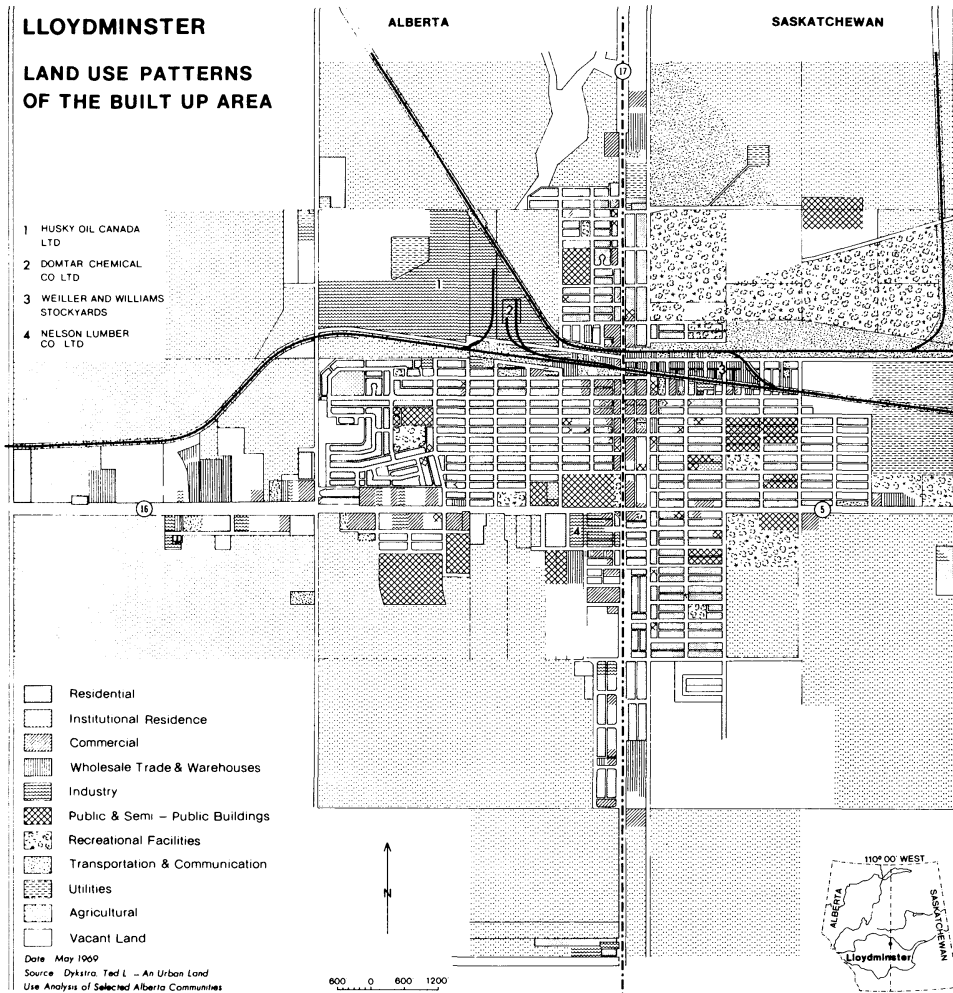 LLOYDMINSTER
LAND USE PATTERNS
OF THE BUILT UP AREA
ALBERTA
SASKATCHEWAN
17
1 HUSKY OIL CANADA
LTD
2 DOMTAR CHEMICAL
CO LTD
3 WEILLER AND WILLIAMS
STOCKYARDS
4 NELSON LUMBER
CO LTD
1
2
3
16
5
4
Residential
Institutional Residence
Commercial
Wholesale Trade & Warehouses
Industry
Public & Semi – Public Buildings
Recreational Facilities
Transportation & Communication
Utilities
Agricultural
Vacant Land
Date May 1969
Source Dykstra, Ted L – An Urban Land
Use Analysis of Selected Alberta Communities
N
600 0 600 1200
110° 00' WEST
ALBERTA
SASKATCHEWAN
Lloydminster